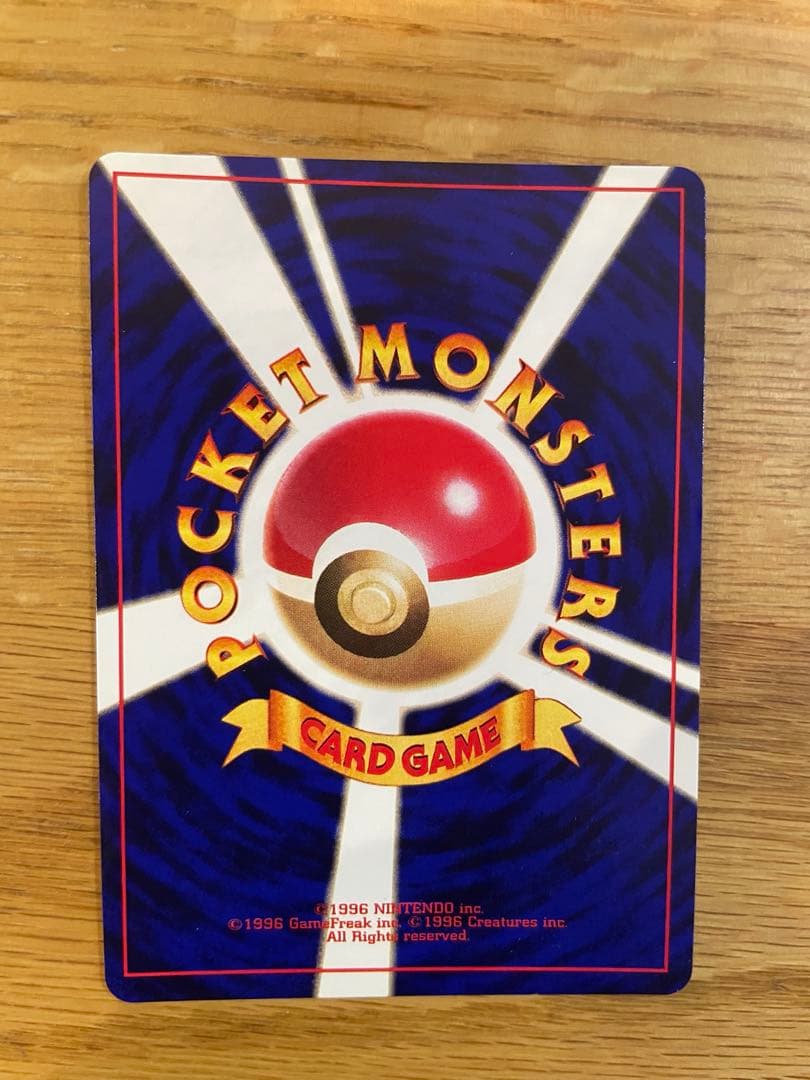 POCKET MONSTERS
CARD GAME
©1996 NINTENDO inc.
©1996 GameFreak inc. ©1996 Creatures inc.
All Rights reserved.